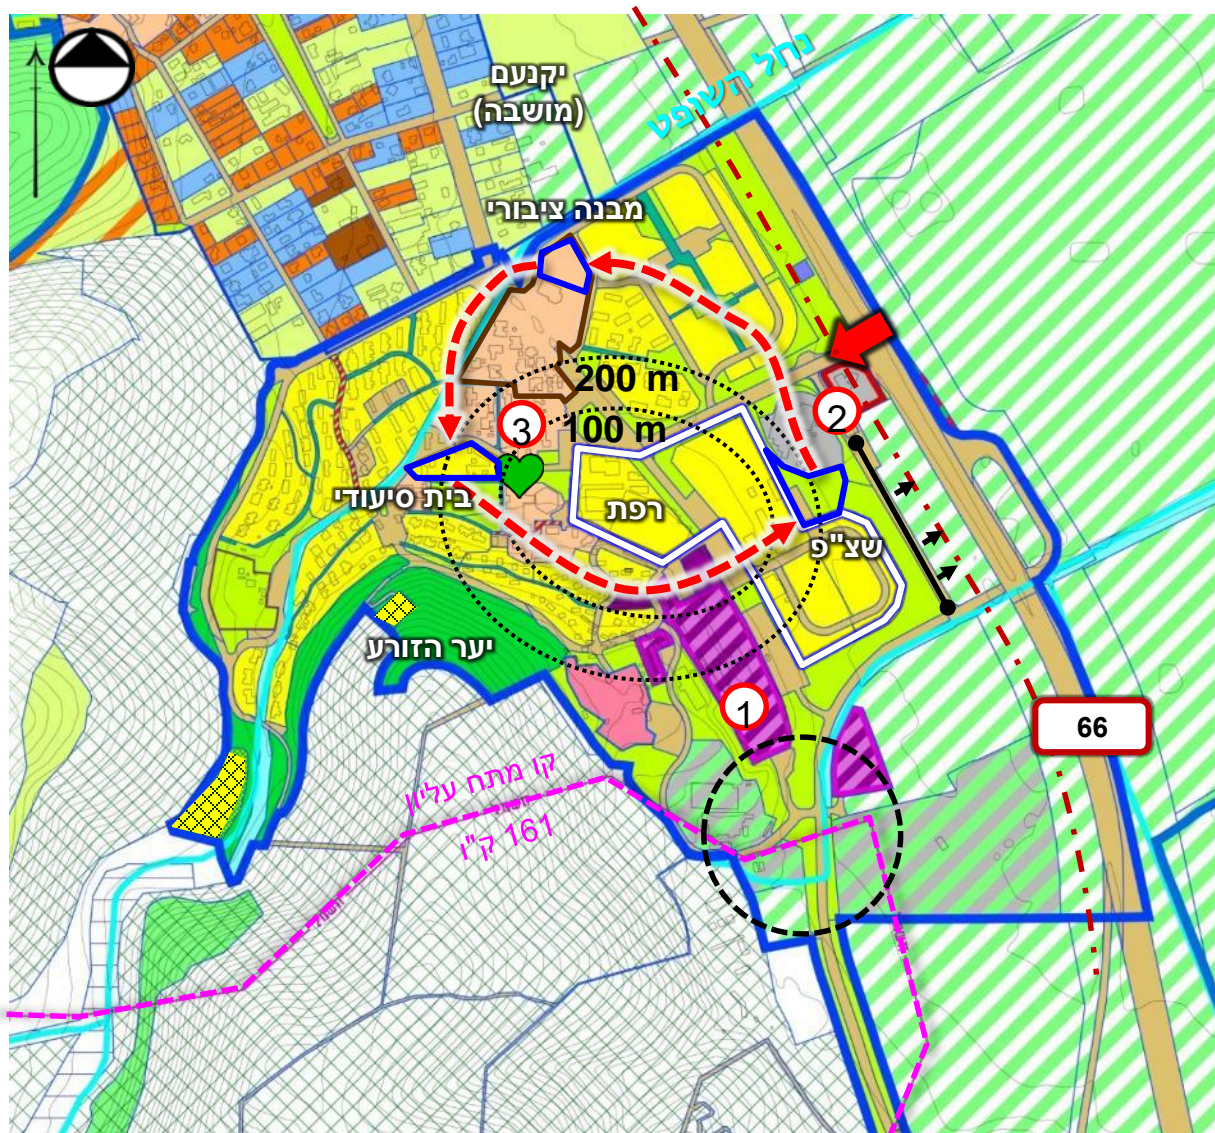 נחל השופט
יקנעם
(מושבה)
מבנה ציבורי
200 m
100 m
2
3
בית סיעודי
רפת
שצ"פ
יער הזורע
1
66
קו מתח עליון
161 ק"ו